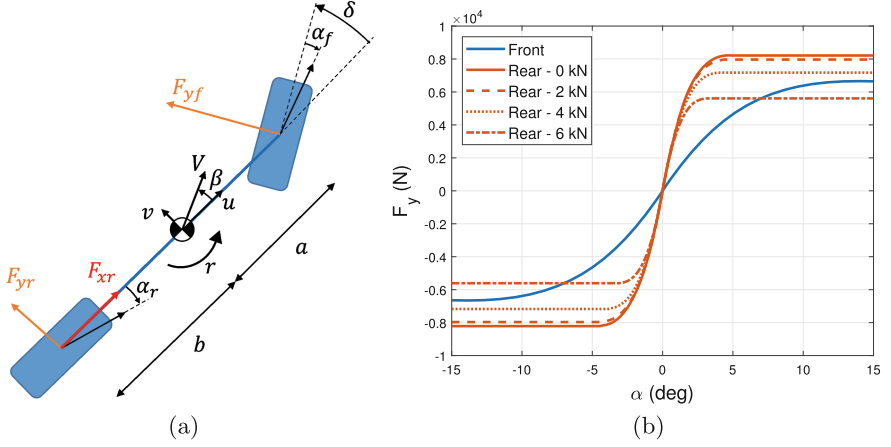 α_f
δ
F_yf
V
β
v
u
r
a
F_xr
F_yr
α_r
b
(a)
×10^4
1
0.8
0.6
0.4
0.2
0
-0.2
-0.4
-0.6
-0.8
-1
F_y (N)
Front
Rear - 0 kN
Rear - 2 kN
Rear - 4 kN
Rear - 6 kN
-15 -10 -5 0 5 10 15
α (deg)
(b)